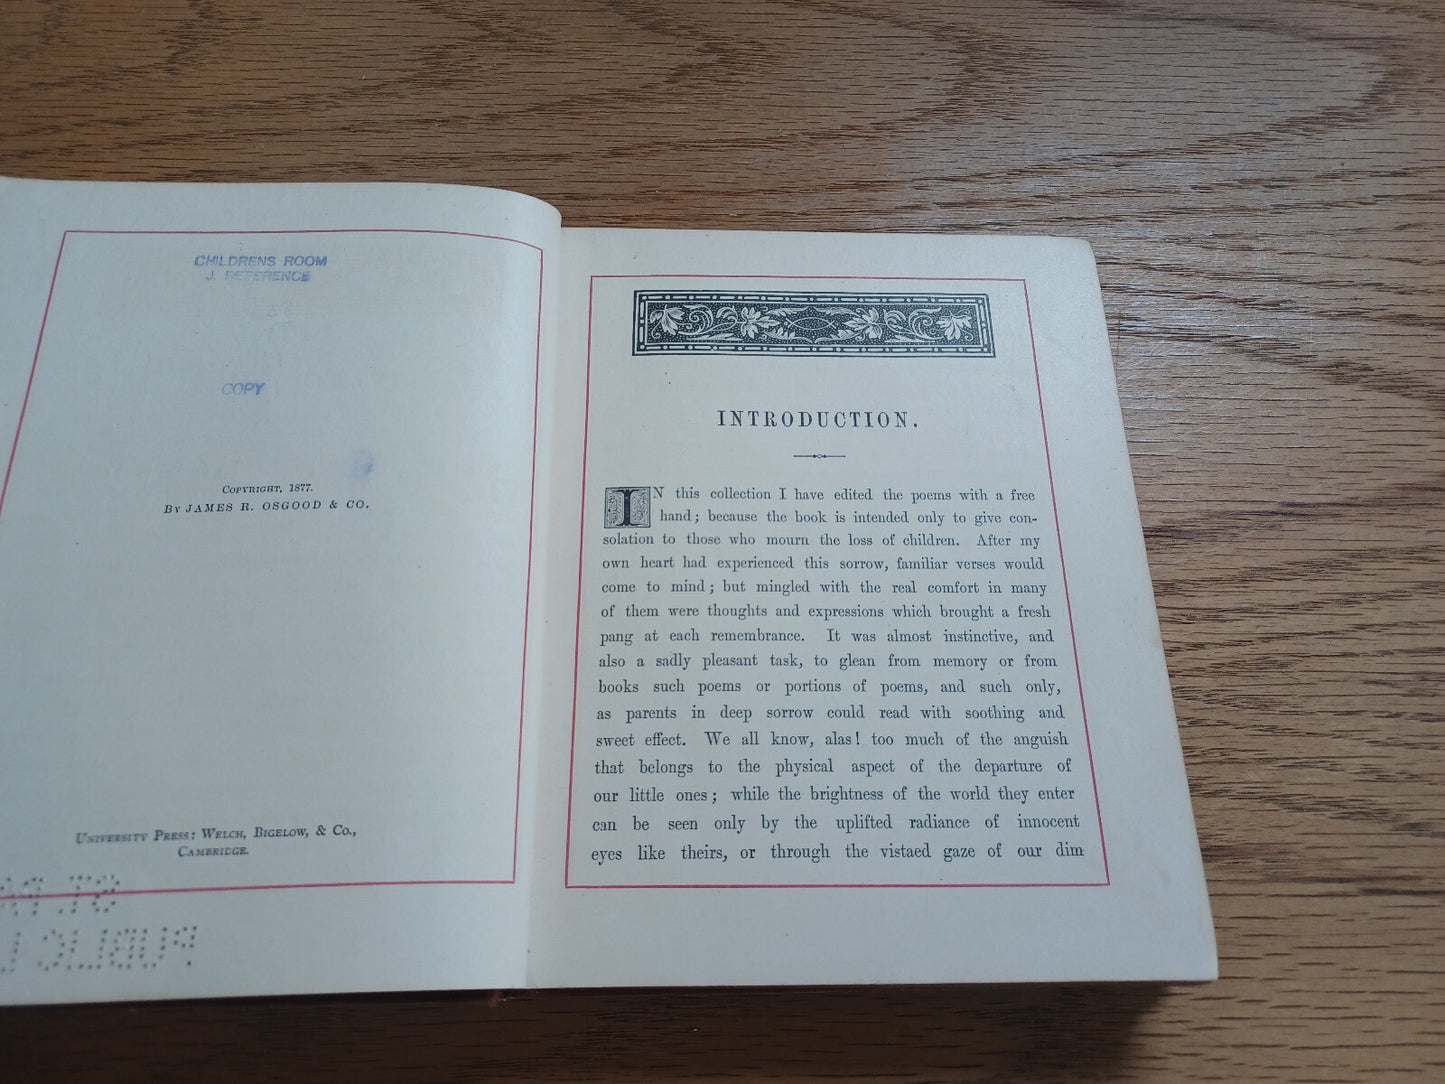 CHILDRENS ROOM
J. REFERENCE
COPY
COPYRIGHT, 1877.
BY JAMES R. OSGOOD & CO.
UNIVERSITY PRESS: WELCH, BIGELOW, & CO.,
CAMBRIDGE.
ST. PA
PUBLIC L
INTRODUCTION.
IN this collection I have edited the poems with a free
hand; because the book is intended only to give con-
solation to those who mourn the loss of children. After my
own heart had experienced this sorrow, familiar verses would
come to mind; but mingled with the real comfort in many
of them were thoughts and expressions which brought a fresh
pang at each remembrance. It was almost instinctive, and
also a sadly pleasant task, to glean from memory or from
books such poems or portions of poems, and such only,
as parents in deep sorrow could read with soothing and
sweet effect. We all know, alas! too much of the anguish
that belongs to the physical aspect of the departure of
our little ones; while the brightness of the world they enter
can be seen only by the uplifted radiance of innocent
eyes like theirs, or through the vistaed gaze of our dim